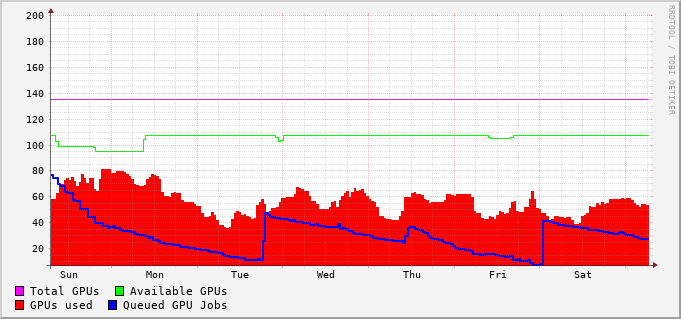 200
180
160
140
120
100
80
60
40
20
Sun Mon Tue Wed Thu Fri Sat
Total GPUs Available GPUs
GPUs used Queued GPU Jobs
RRDTOOL / TOBI OETIKER